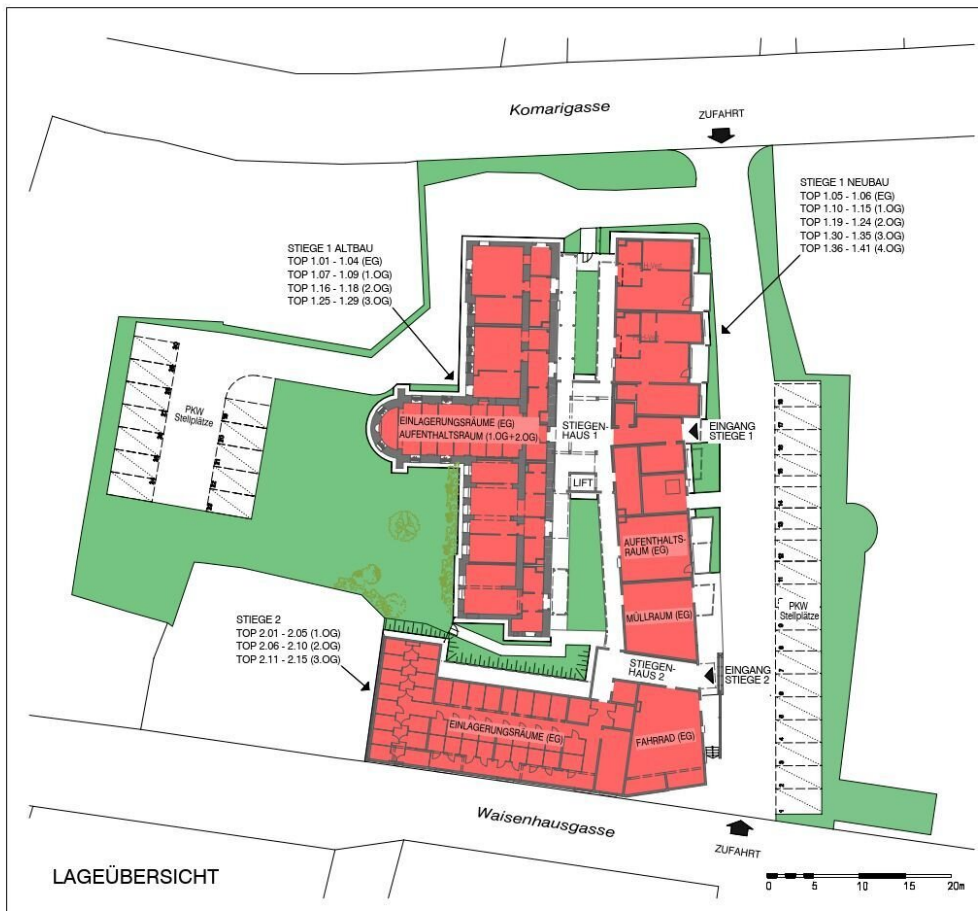 Komarigasse
ZUFAHRT
STIEGE 1 NEUBAU
TOP 1.05 - 1.06 (EG)
TOP 1.10 - 1.15 (1.OG)
TOP 1.19 - 1.24 (2.OG)
TOP 1.30 - 1.35 (3.OG)
TOP 1.36 - 1.41 (4.OG)
STIEGE 1 ALTBAU
TOP 1.01 - 1.04 (EG)
TOP 1.07 - 1.09 (1.OG)
TOP 1.16 - 1.18 (2.OG)
TOP 1.25 - 1.29 (3.OG)
PKW
Stellplätze
EINLAGERUNGSRÄUME (EG)
AUFENTHALTSRAUM (1.OG+2.OG)
STIEGEN-
HAUS 1
EINGANG
STIEGE 1
LIFT
AUFENTHALTS-
RAUM (EG)
MÜLLRAUM (EG)
PKW
Stellplätze
STIEGE 2
TOP 2.01 - 2.05 (1.OG)
TOP 2.06 - 2.10 (2.OG)
TOP 2.11 - 2.15 (3.OG)
STIEGEN-
HAUS 2
EINGANG
STIEGE 2
EINLAGERUNGSRÄUME (EG)
FAHRRAD (EG)
Waisenhausgasse
ZUFAHRT
LAGEÜBERSICHT
0 5 10 15 20m